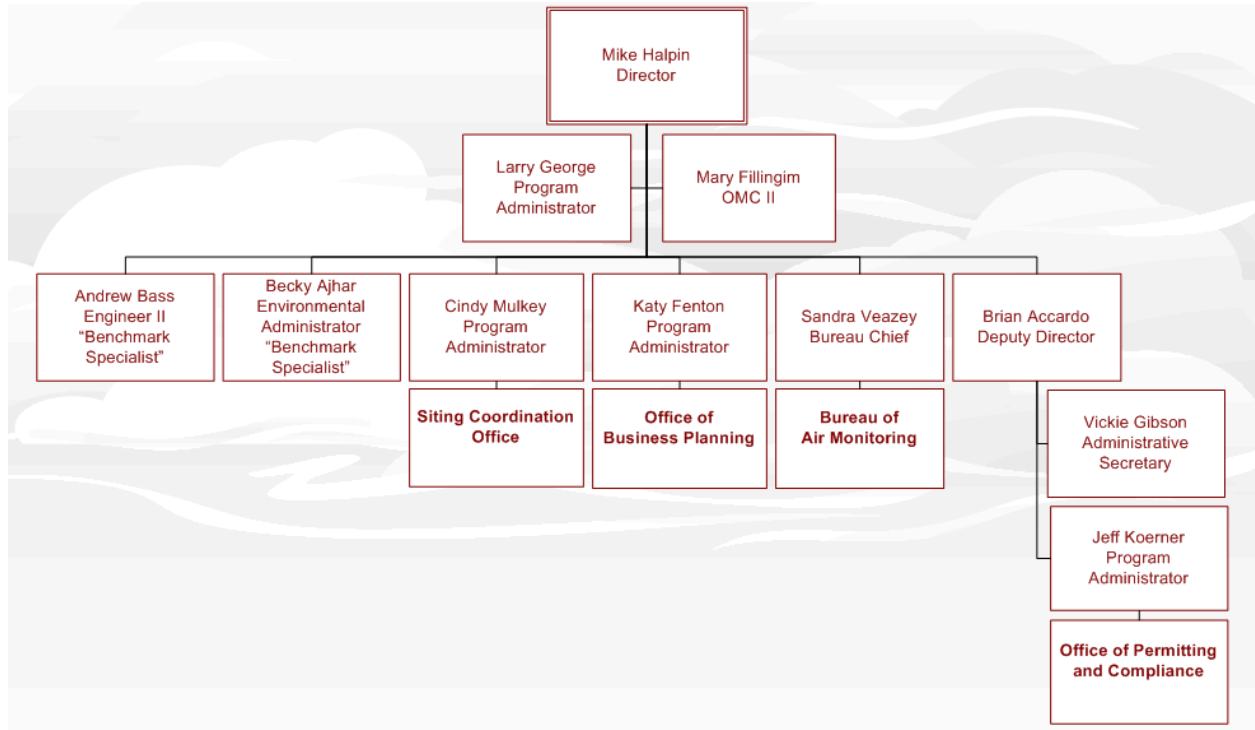 Mike Halpin
Director
Larry George
Program
Administrator
Mary Fillingim
OMC II
Andrew Bass
Engineer II
“Benchmark
Specialist”
Becky Ajhar
Environmental
Administrator
“Benchmark
Specialist”
Cindy Mulkey
Program
Administrator
Katy Fenton
Program
Administrator
Sandra Veazey
Bureau Chief
Brian Accardo
Deputy Director
Siting Coordination
Office
Office of
Business Planning
Bureau of
Air Monitoring
Vickie Gibson
Administrative
Secretary
Jeff Koerner
Program
Administrator
Office of Permitting
and Compliance